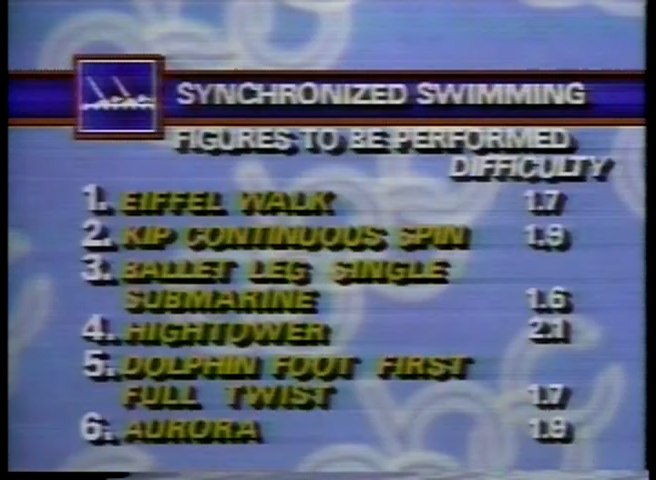 SYNCHRONIZED SWIMMING
FIGURES TO BE PERFORMED
DIFFICULTY
1. EIFFEL WALK 1.7
2. KIP CONTINUOUS SPIN 1.9
3. BALLET LEG SINGLE
SUBMARINE 1.6
4. HIGHTOWER 2.1
5. DOLPHIN FOOT FIRST
FULL TWIST 1.7
6. AURORA 1.9